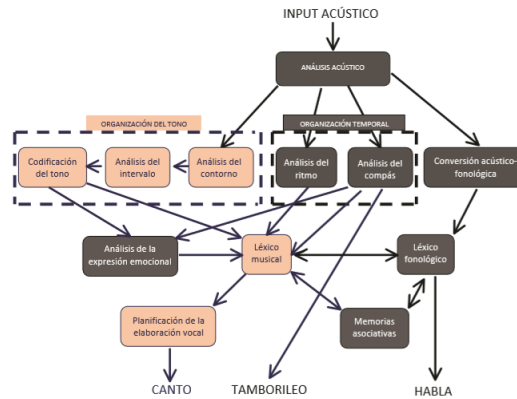 INPUT ACÚSTICO
ANÁLISIS ACÚSTICO
ORGANIZACIÓN DEL TONO
ORGANIZACIÓN TEMPORAL
Codificación
del tono
Análisis del
intervalo
Análisis del
contorno
Análisis del
ritmo
Análisis del
compás
Conversión acústico-
fonológica
Análisis de la
expresión emocional
Léxico
musical
Léxico
fonológico
Planificación de la
elaboración vocal
Memorias
asociativas
CANTO
TAMBORILEO
HABLA